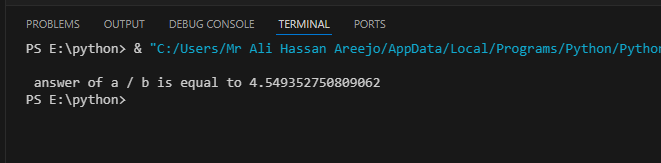 PROBLEMS OUTPUT DEBUG CONSOLE TERMINAL PORTS
PS E:\python> & "C:/Users/Mr Ali Hassan Areejo/AppData/Local/Programs/Python/Python
answer of a / b is equal to 4.549352750809062
PS E:\python>